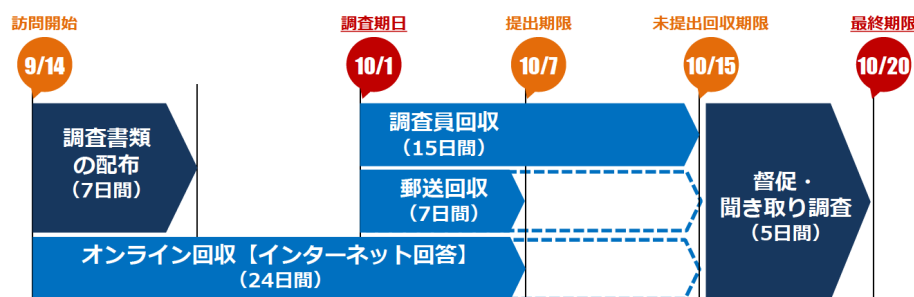 訪問開始
調査期日
提出期限
未提出回収期限
最終期限
9/14
10/1
10/7
10/15
10/20
調査書類
の配布
（7日間）
調査員回収
（15日間）
郵送回収
（7日間）
督促・
聞き取り調査
（5日間）
オンライン回収【インターネット回答】
（24日間）